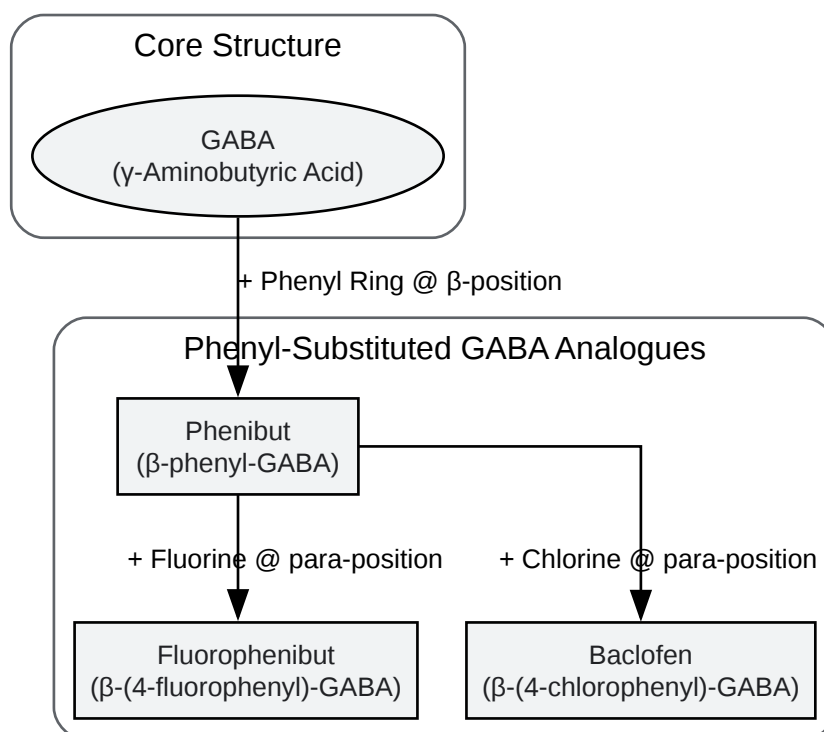 Core Structure
GABA
(γ-Aminobutyric Acid)
+ Phenyl Ring @ β-position
Phenyl-Substituted GABA Analogues
Phenibut
(β-phenyl-GABA)
+ Fluorine @ para-position
+ Chlorine @ para-position
Fluorophenibut
(β-(4-fluorophenyl)-GABA)
Baclofen
(β-(4-chlorophenyl)-GABA)